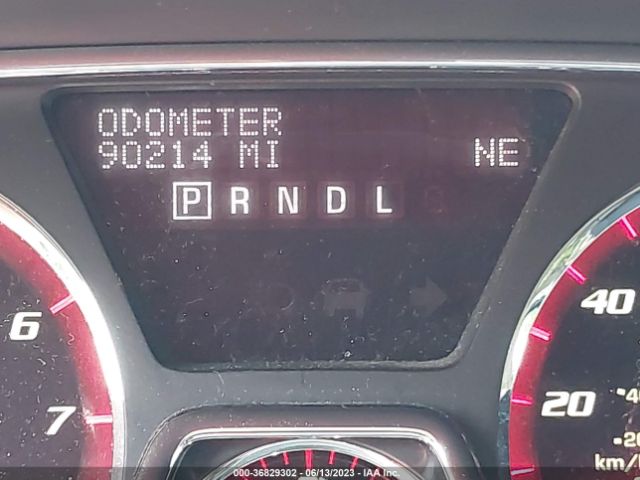 ODOMETER
90214 MI NE
P R N D L
6
7
40
20
km/
000-36829302 - 06/13/2023 - IAA Inc.